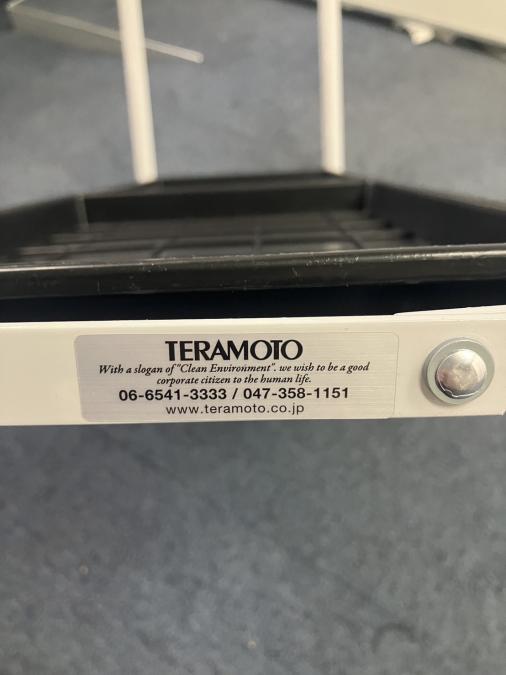 TERAMOTO
With a slogan of "Clean Environment". we wish to be a good
corporate citizen to the human life.
06-6541-3333 / 047-358-1151
www.teramoto.co.jp